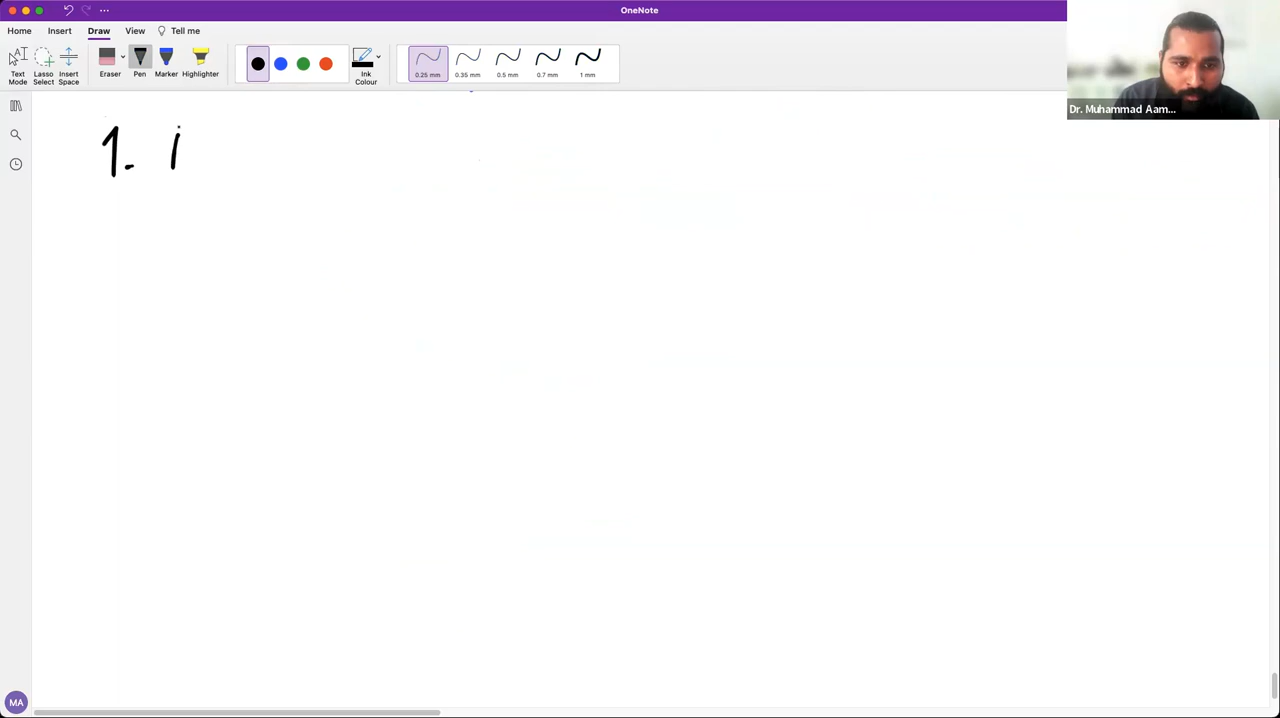 OneNote
Home Insert Draw View Tell me
Text Mode Lasso Select Insert Space Eraser Pen Marker Highlighter Ink Colour 0.25 mm 0.35 mm 0.5 mm 0.7 mm 1 mm
Dr. Muhammad Aam...
1. i
MA